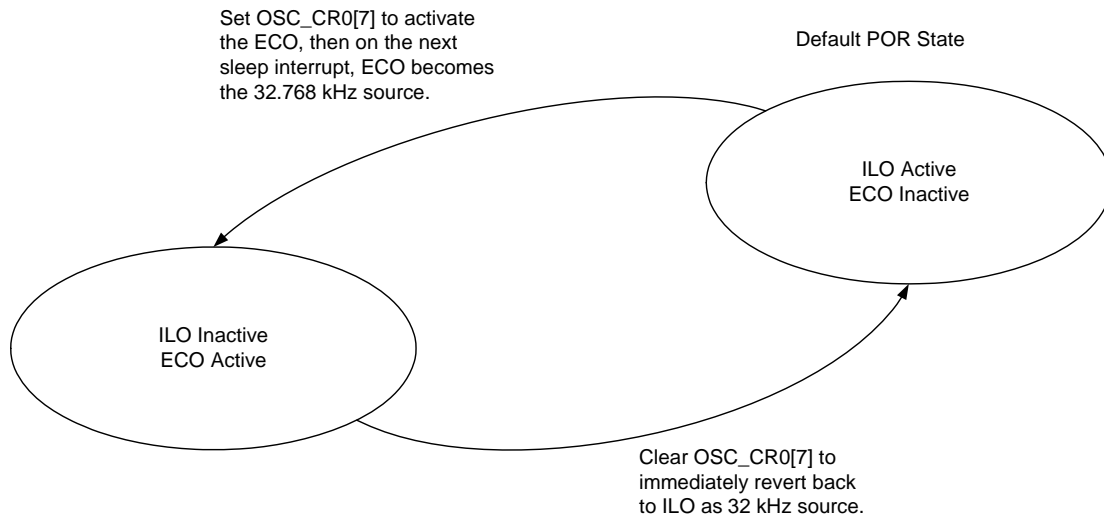 Set OSC_CR0[7] to activate
the ECO, then on the next
sleep interrupt, ECO becomes
the 32.768 kHz source.
Default POR State
ILO Active
ECO Inactive
ILO Inactive
ECO Active
Clear OSC_CR0[7] to
immediately revert back
to ILO as 32 kHz source.